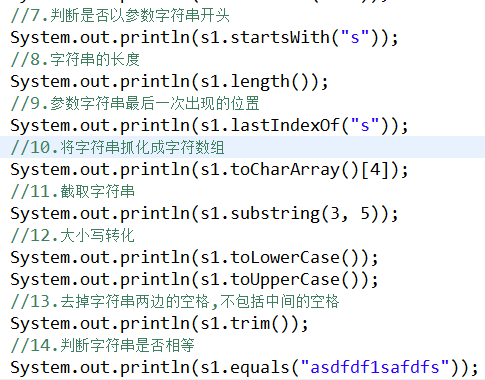 //7.判断是否以参数字符串开头
System.out.println(s1.startsWith("s"));
//8.字符串的长度
System.out.println(s1.length());
//9.参数字符串最后一次出现的位置
System.out.println(s1.lastIndexOf("s"));
//10.将字符串抓化成字符数组
System.out.println(s1.toCharArray()[4]);
//11.截取字符串
System.out.println(s1.substring(3, 5));
//12.大小写转化
System.out.println(s1.toLowerCase());
System.out.println(s1.toUpperCase());
//13.去掉字符串两边的空格,不包括中间的空格
System.out.println(s1.trim());
//14.判断字符串是否相等
System.out.println(s1.equals("asdfdf1safdfs"));